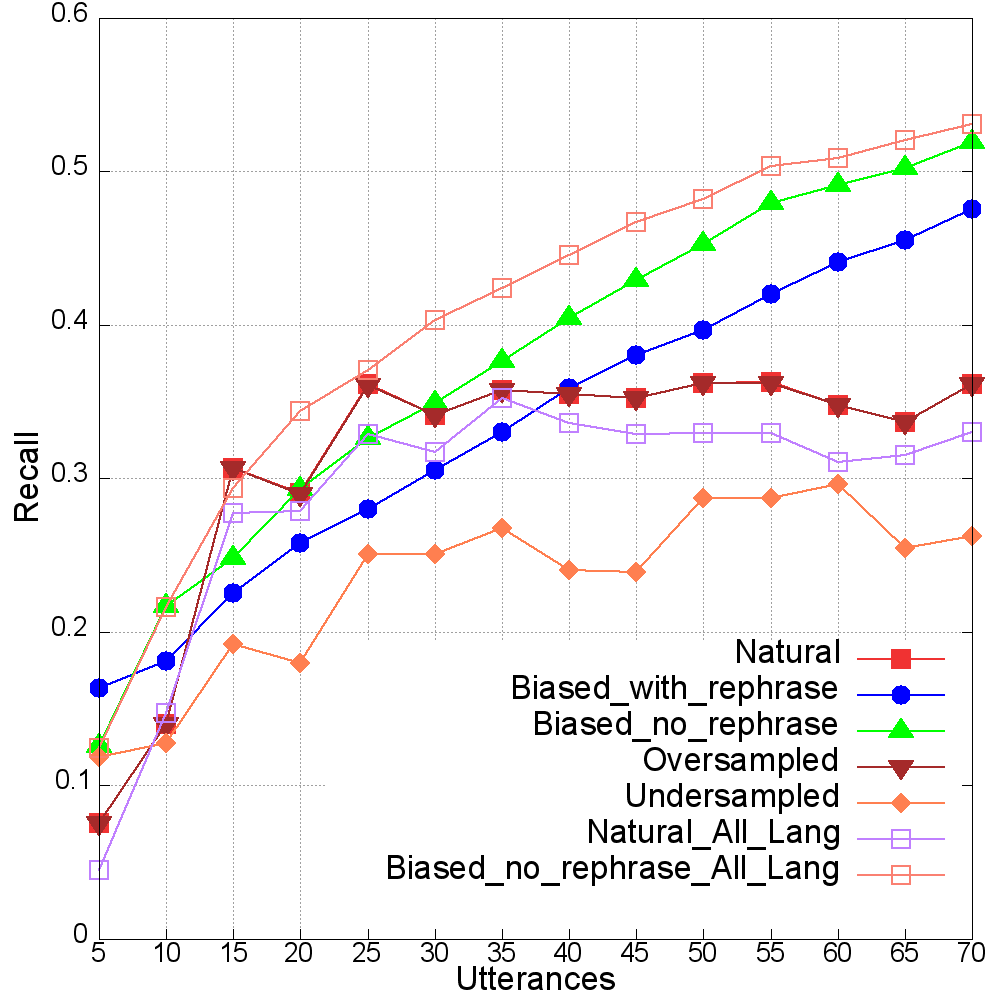 0.6
0.5
0.4
0.3
0.2
0.1
0
Recall
Natural
Biased_with_rephrase
Biased_no_rephrase
Oversampled
Undersampled
Natural_All_Lang
Biased_no_rephrase_All_Lang
5 10 15 20 25 30 35 40 45 50 55 60 65 70
Utterances